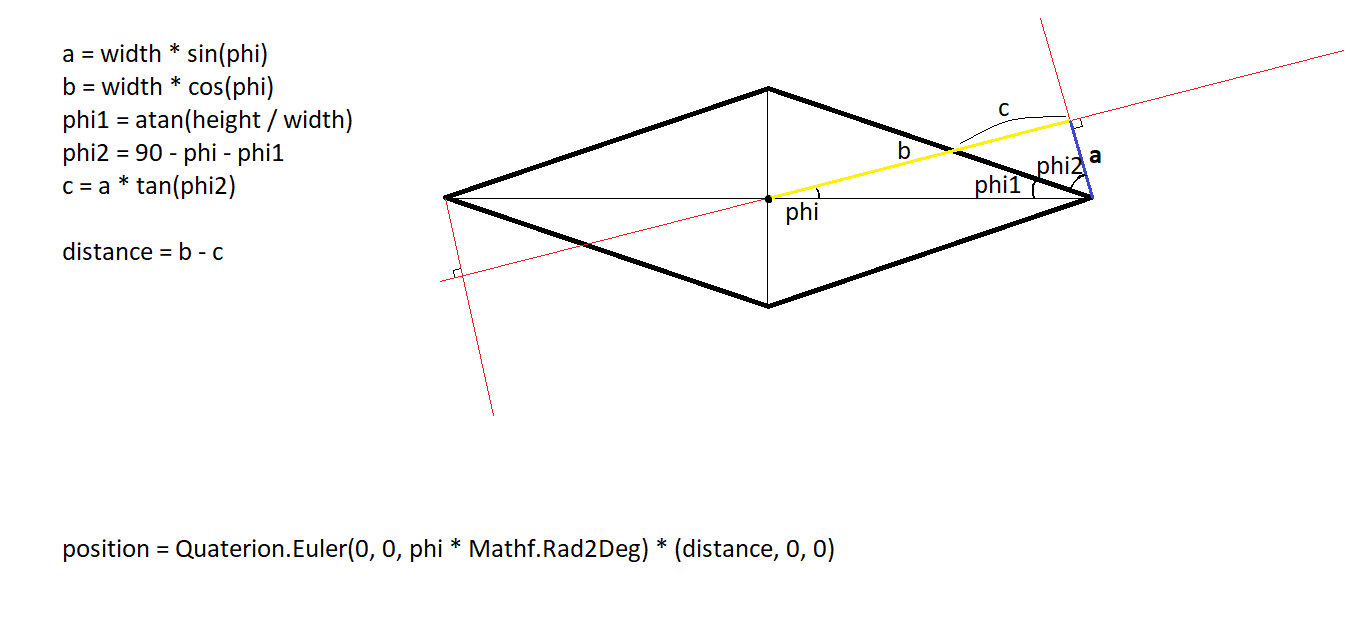 a = width * sin(phi)
b = width * cos(phi)
phi1 = atan(height / width)
phi2 = 90 - phi - phi1
c = a * tan(phi2)
distance = b - c
c
b
a
phi2
phi1
phi
position = Quaterion.Euler(0, 0, phi * Mathf.Rad2Deg) * (distance, 0, 0)